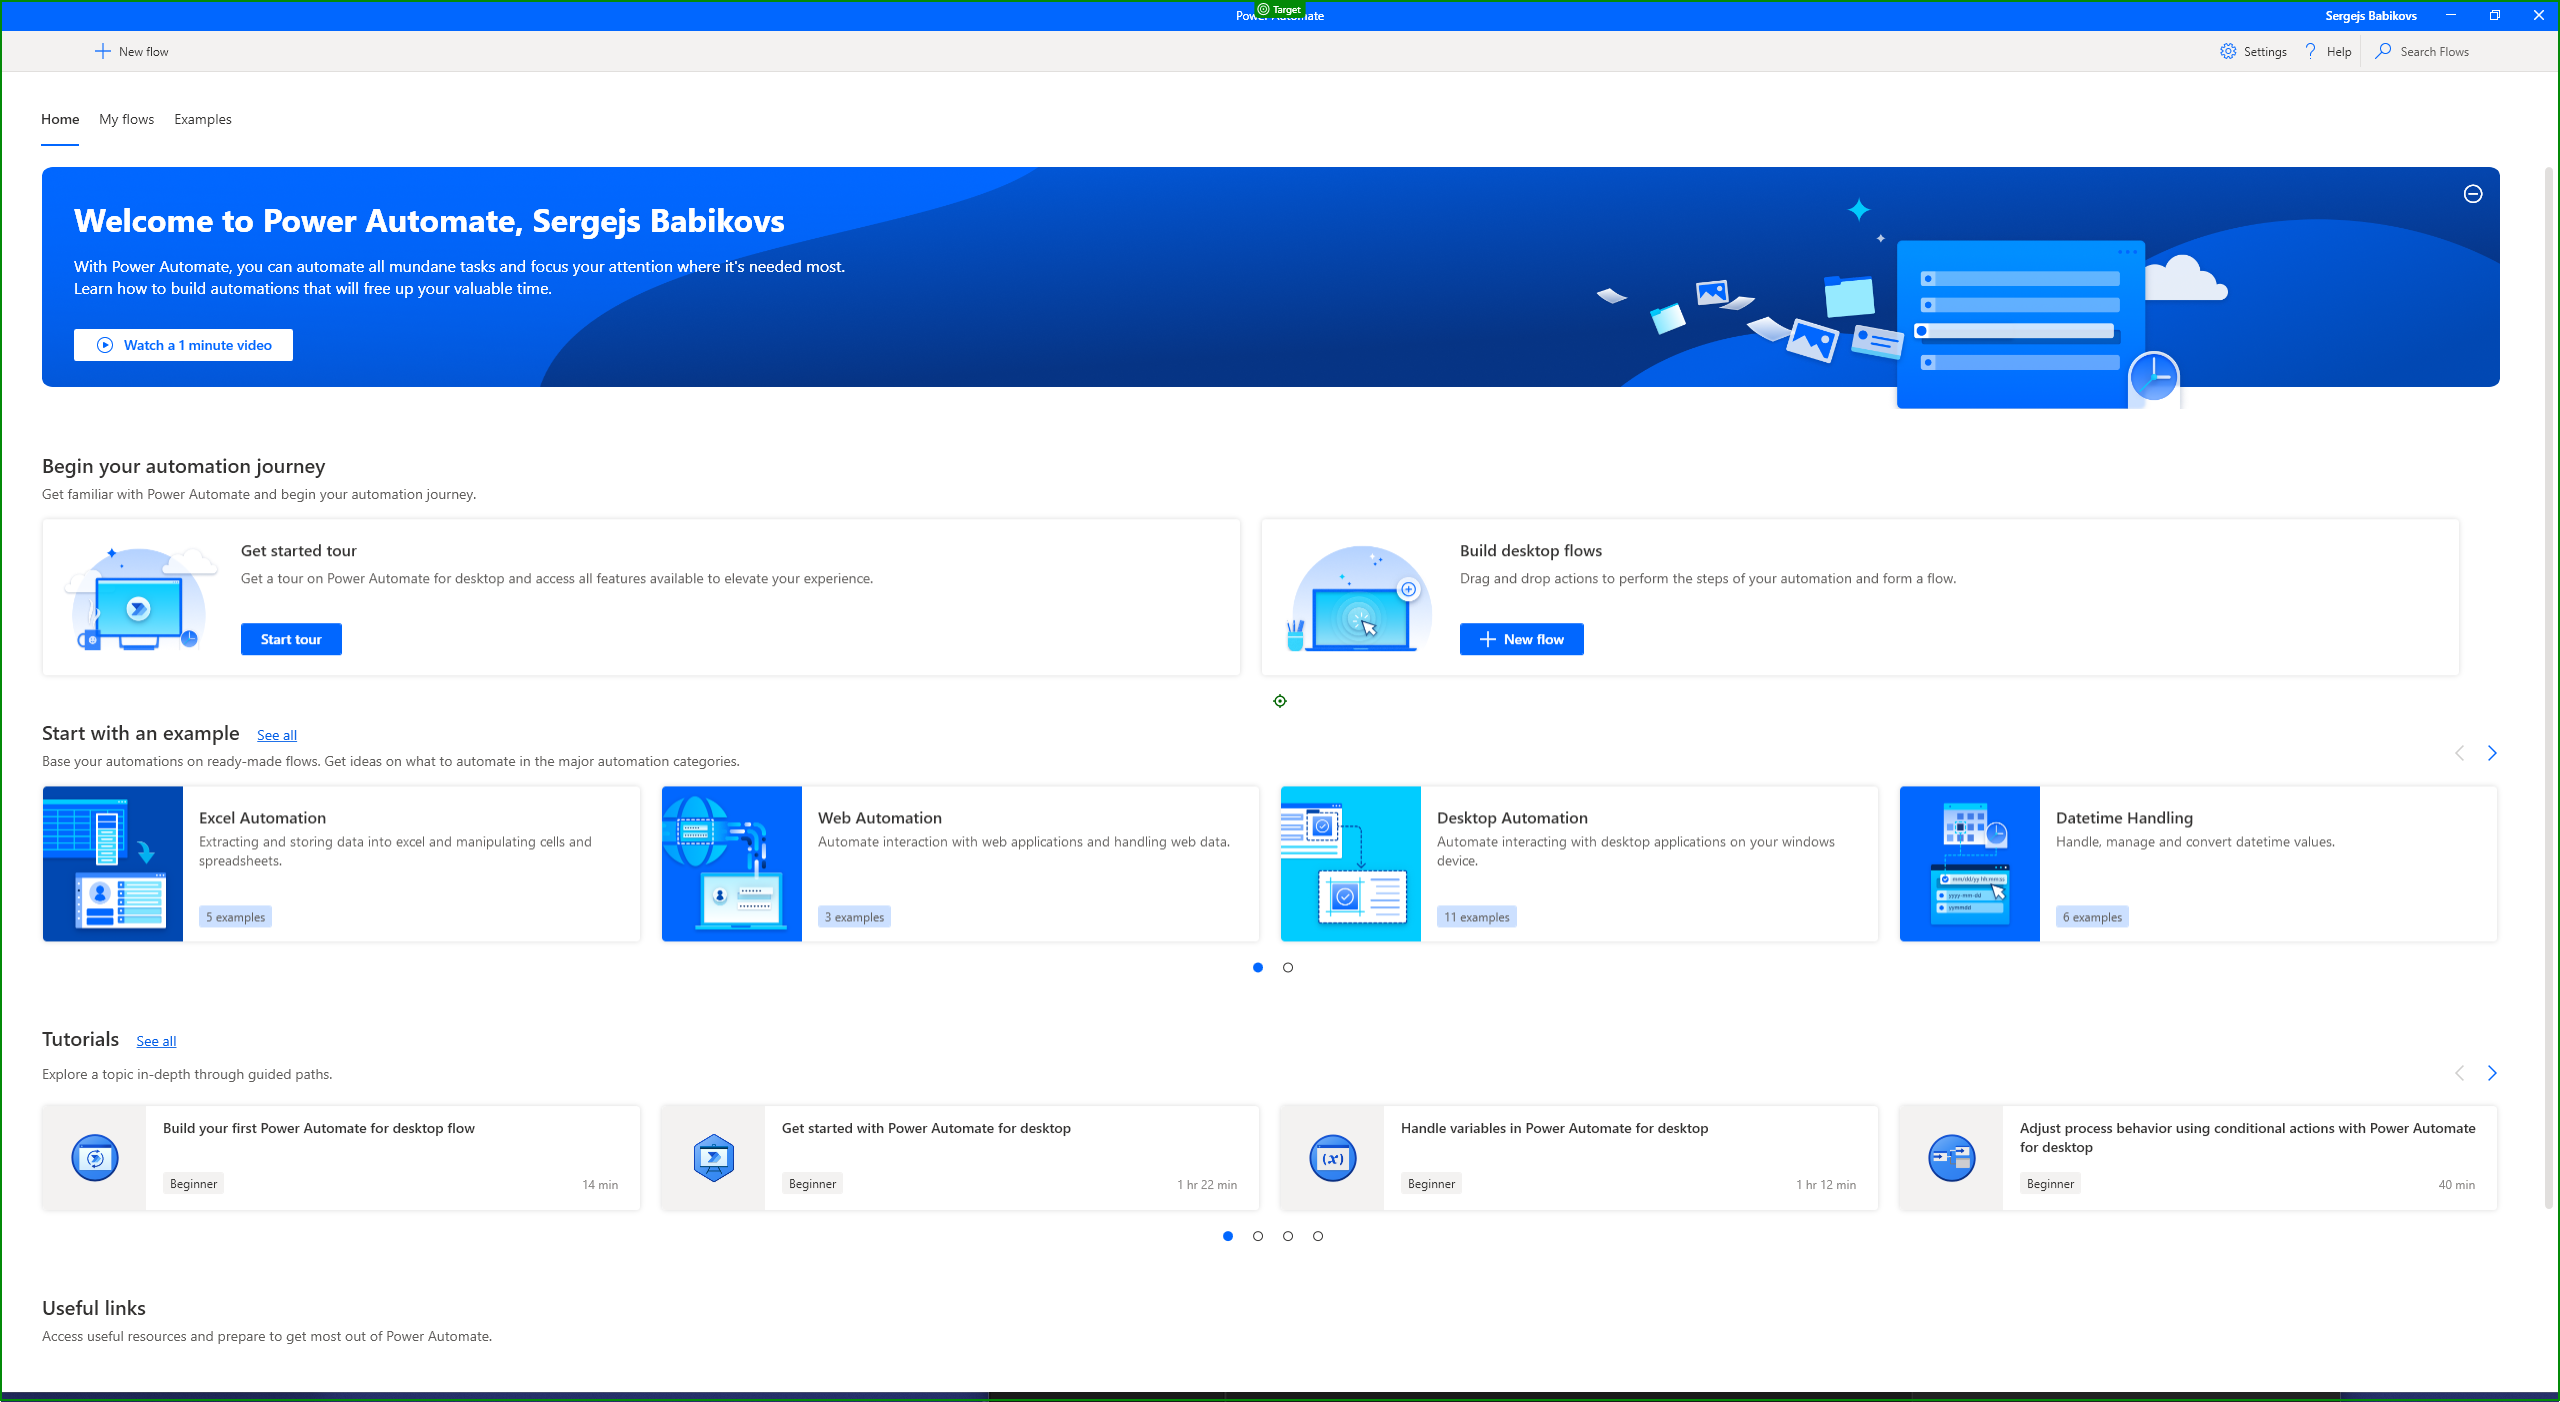 Target
Power Automate
Sergejs Babikovs
New flow
Settings
Help
Search Flows
Home
My flows
Examples
Welcome to Power Automate, Sergejs Babikovs
With Power Automate, you can automate all mundane tasks and focus your attention where it's needed most.
Learn how to build automations that will free up your valuable time.
Watch a 1 minute video
Begin your automation journey
Get familiar with Power Automate and begin your automation journey.
Get started tour
Get a tour on Power Automate for desktop and access all features available to elevate your experience.
Start tour
Build desktop flows
Drag and drop actions to perform the steps of your automation and form a flow.
New flow
Start with an example
See all
Base your automations on ready-made flows. Get ideas on what to automate in the major automation categories.
Excel Automation
Extracting and storing data into excel and manipulating cells and
spreadsheets.
5 examples
Web Automation
Automate interaction with web applications and handling web data.
3 examples
Desktop Automation
Automate interacting with desktop applications on your windows
device.
11 examples
mm/dd/yy hh:mm:ss
yyyy-mm-dd
yymmdd
Datetime Handling
Handle, manage and convert datetime values.
6 examples
Tutorials
See all
Explore a topic in-depth through guided paths.
Build your first Power Automate for desktop flow
Beginner
14 min
Get started with Power Automate for desktop
Beginner
1 hr 22 min
(x)
Handle variables in Power Automate for desktop
Beginner
1 hr 12 min
Adjust process behavior using conditional actions with Power Automate
for desktop
Beginner
40 min
Useful links
Access useful resources and prepare to get most out of Power Automate.